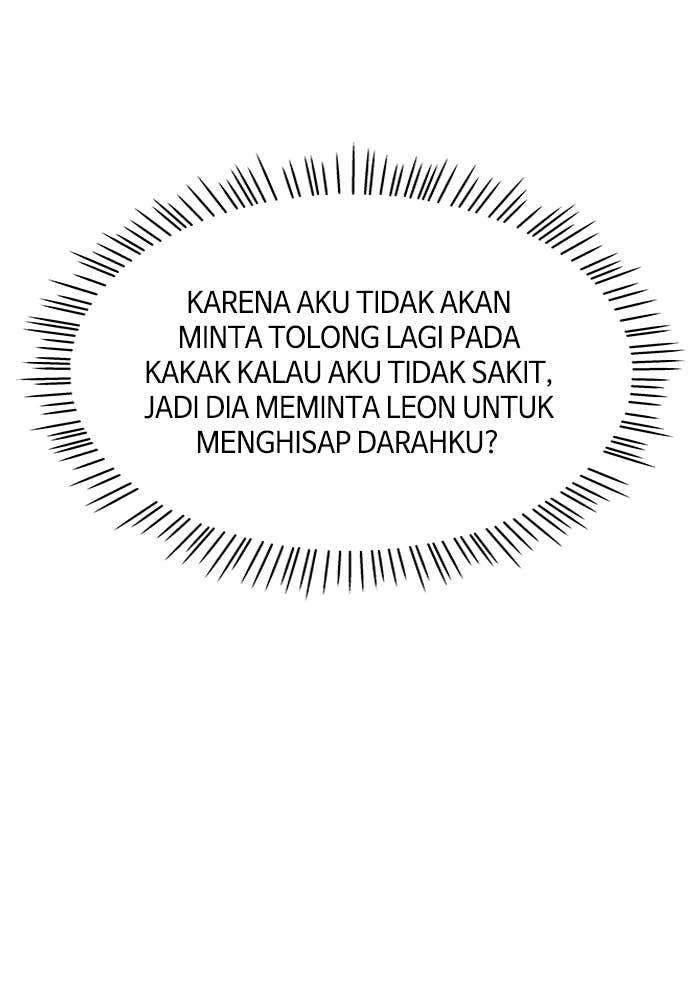 KARENA AKU TIDAK AKAN
MINTA TOLONG LAGI PADA
KAKAK KALAU AKU TIDAK SAKIT,
JADI DIA MEMINTA LEON UNTUK
MENGHISAP DARAHKU?